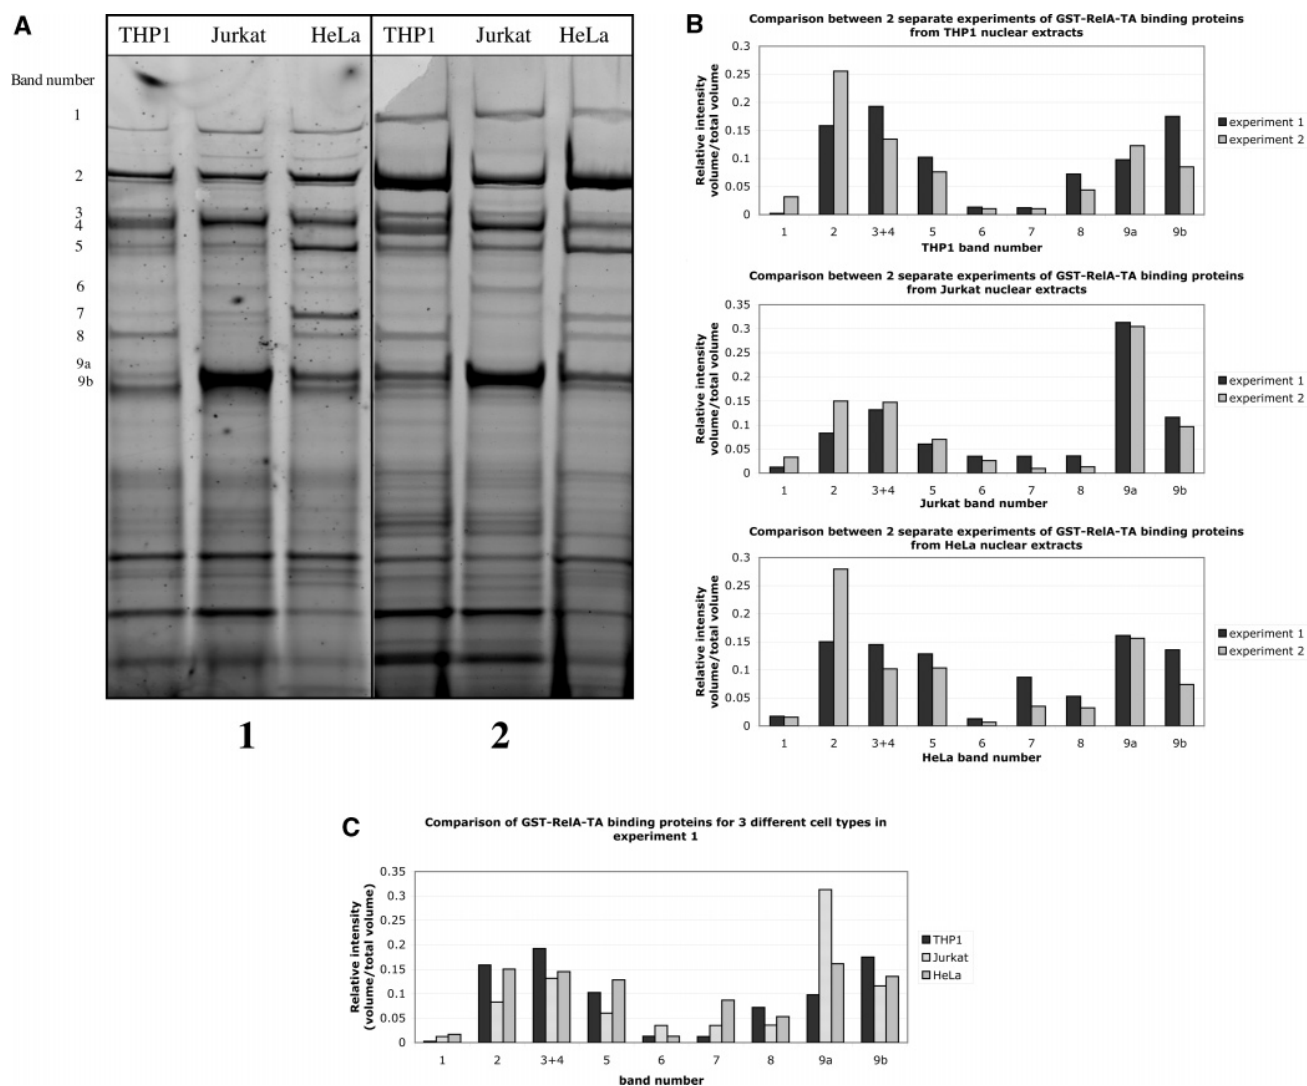 A
THP1 Jurkat HeLa THP1 Jurkat HeLa
Band number
1
2
3
4
5
6
7
8
9a
9b
1 2
B
Comparison between 2 separate experiments of GST-RelA-TA binding proteins
from THP1 nuclear extracts
Relative intensity
volume/total volume
0.3
0.25
0.2
0.15
0.1
0.05
0
1 2 3+4 5 6 7 8 9a 9b
THP1 band number
experiment 1
experiment 2
Comparison between 2 separate experiments of GST-RelA-TA binding proteins
from Jurkat nuclear extracts
Relative intensity
volume/total volume
0.35
0.3
0.25
0.2
0.15
0.1
0.05
0
1 2 3+4 5 6 7 8 9a 9b
Jurkat band number
experiment 1
experiment 2
Comparison between 2 separate experiments of GST-RelA-TA binding proteins
from HeLa nuclear extracts
Relative intensity
volume/total volume
0.3
0.25
0.2
0.15
0.1
0.05
0
1 2 3+4 5 6 7 8 9a 9b
HeLa band number
experiment 1
experiment 2
C
Comparison of GST-RelA-TA binding proteins for 3 different cell types in
experiment 1
Relative intensity
(volume/total volume)
0.35
0.3
0.25
0.2
0.15
0.1
0.05
0
1 2 3+4 5 6 7 8 9a 9b
band number
THP1
Jurkat
HeLa